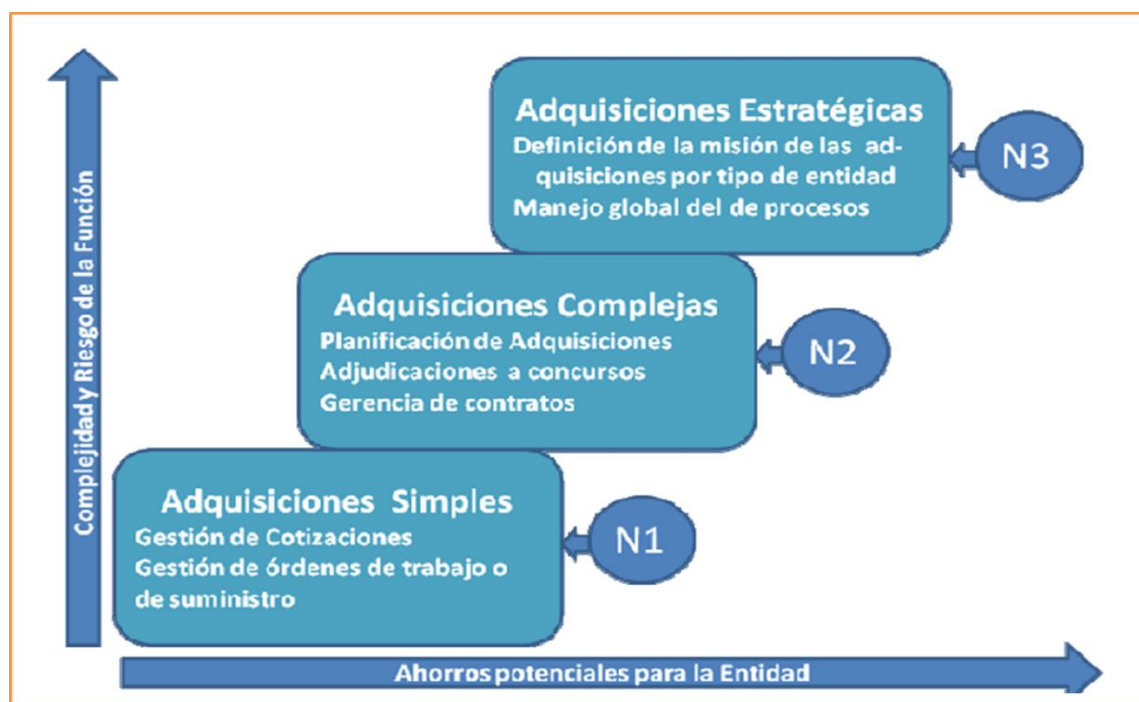 Complejidad y Riesgo de la Función
Adquisiciones Estratégicas
Definición de la misión de las ad-
quisiciones por tipo de entidad
Manejo global del de procesos
N3
Adquisiciones Complejas
Planificación de Adquisiciones
Adjudicaciones a concursos
Gerencia de contratos
N2
Adquisiciones Simples
Gestión de Cotizaciones
Gestión de órdenes de trabajo o
de suministro
N1
Ahorros potenciales para la Entidad